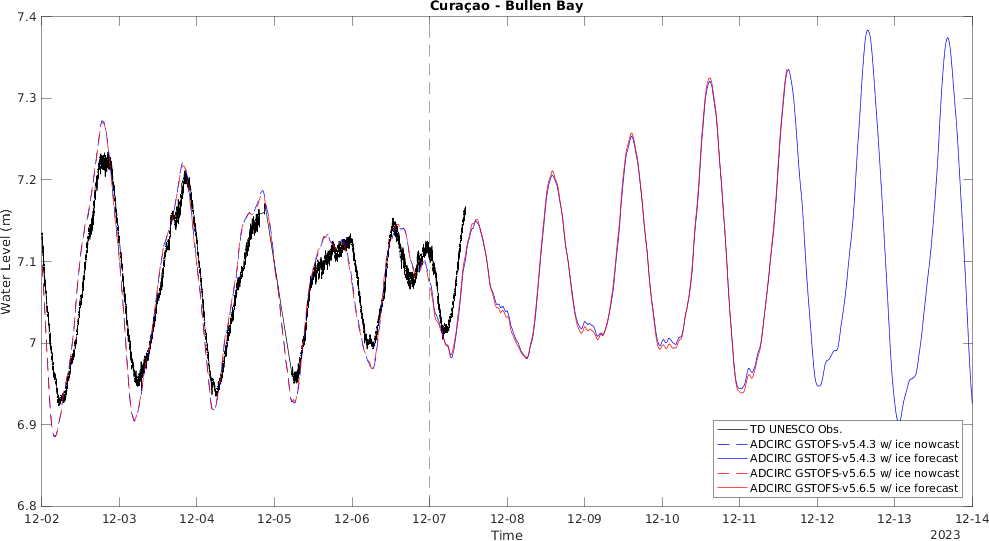 Curaçao - Bullen Bay
Water Level (m)
7.4
7.3
7.2
7.1
7
6.9
6.8
TD UNESCO Obs.
ADCIRC GSTOFS-v5.4.3 w/ ice nowcast
ADCIRC GSTOFS-v5.4.3 w/ ice forecast
ADCIRC GSTOFS-v5.6.5 w/ ice nowcast
ADCIRC GSTOFS-v5.6.5 w/ ice forecast
12-02 12-03 12-04 12-05 12-06 12-07 12-08 12-09 12-10 12-11 12-12 12-13 12-14
Time
2023